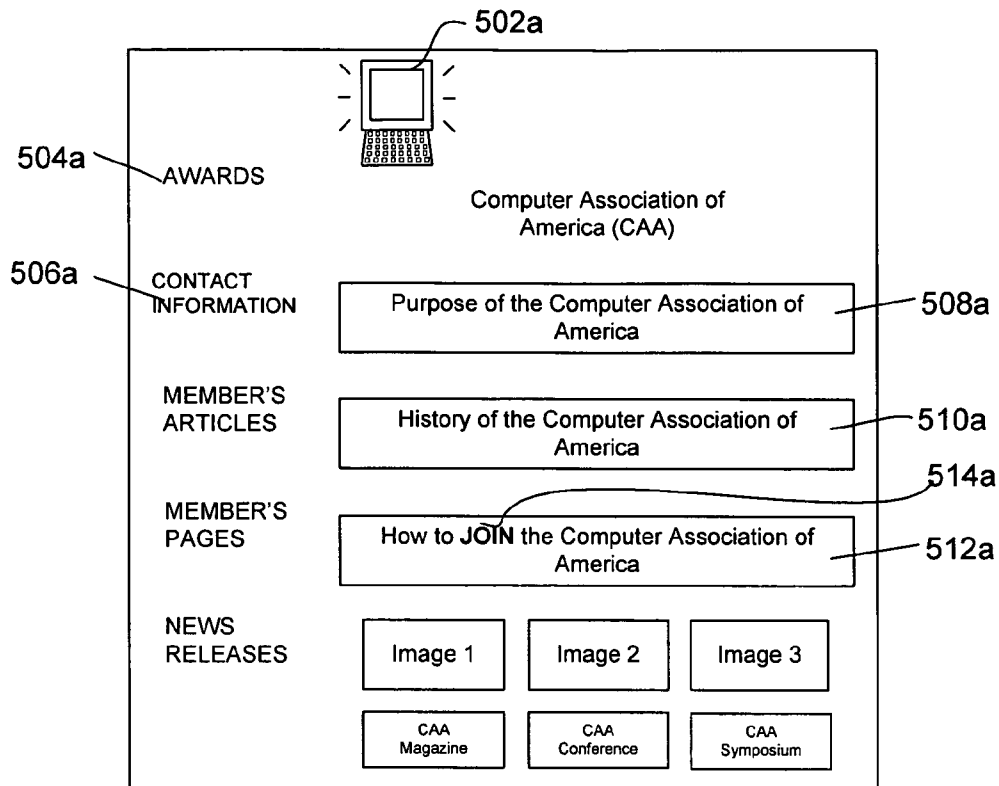 502a
504a
AWARDS
Computer Association of
America (CAA)
506a
CONTACT
INFORMATION
Purpose of the Computer Association of
America
508a
MEMBER'S
ARTICLES
History of the Computer Association of
America
510a
514a
MEMBER'S
PAGES
How to JOIN the Computer Association of
America
512a
NEWS
RELEASES
Image 1
Image 2
Image 3
CAA
Magazine
CAA
Conference
CAA
Symposium